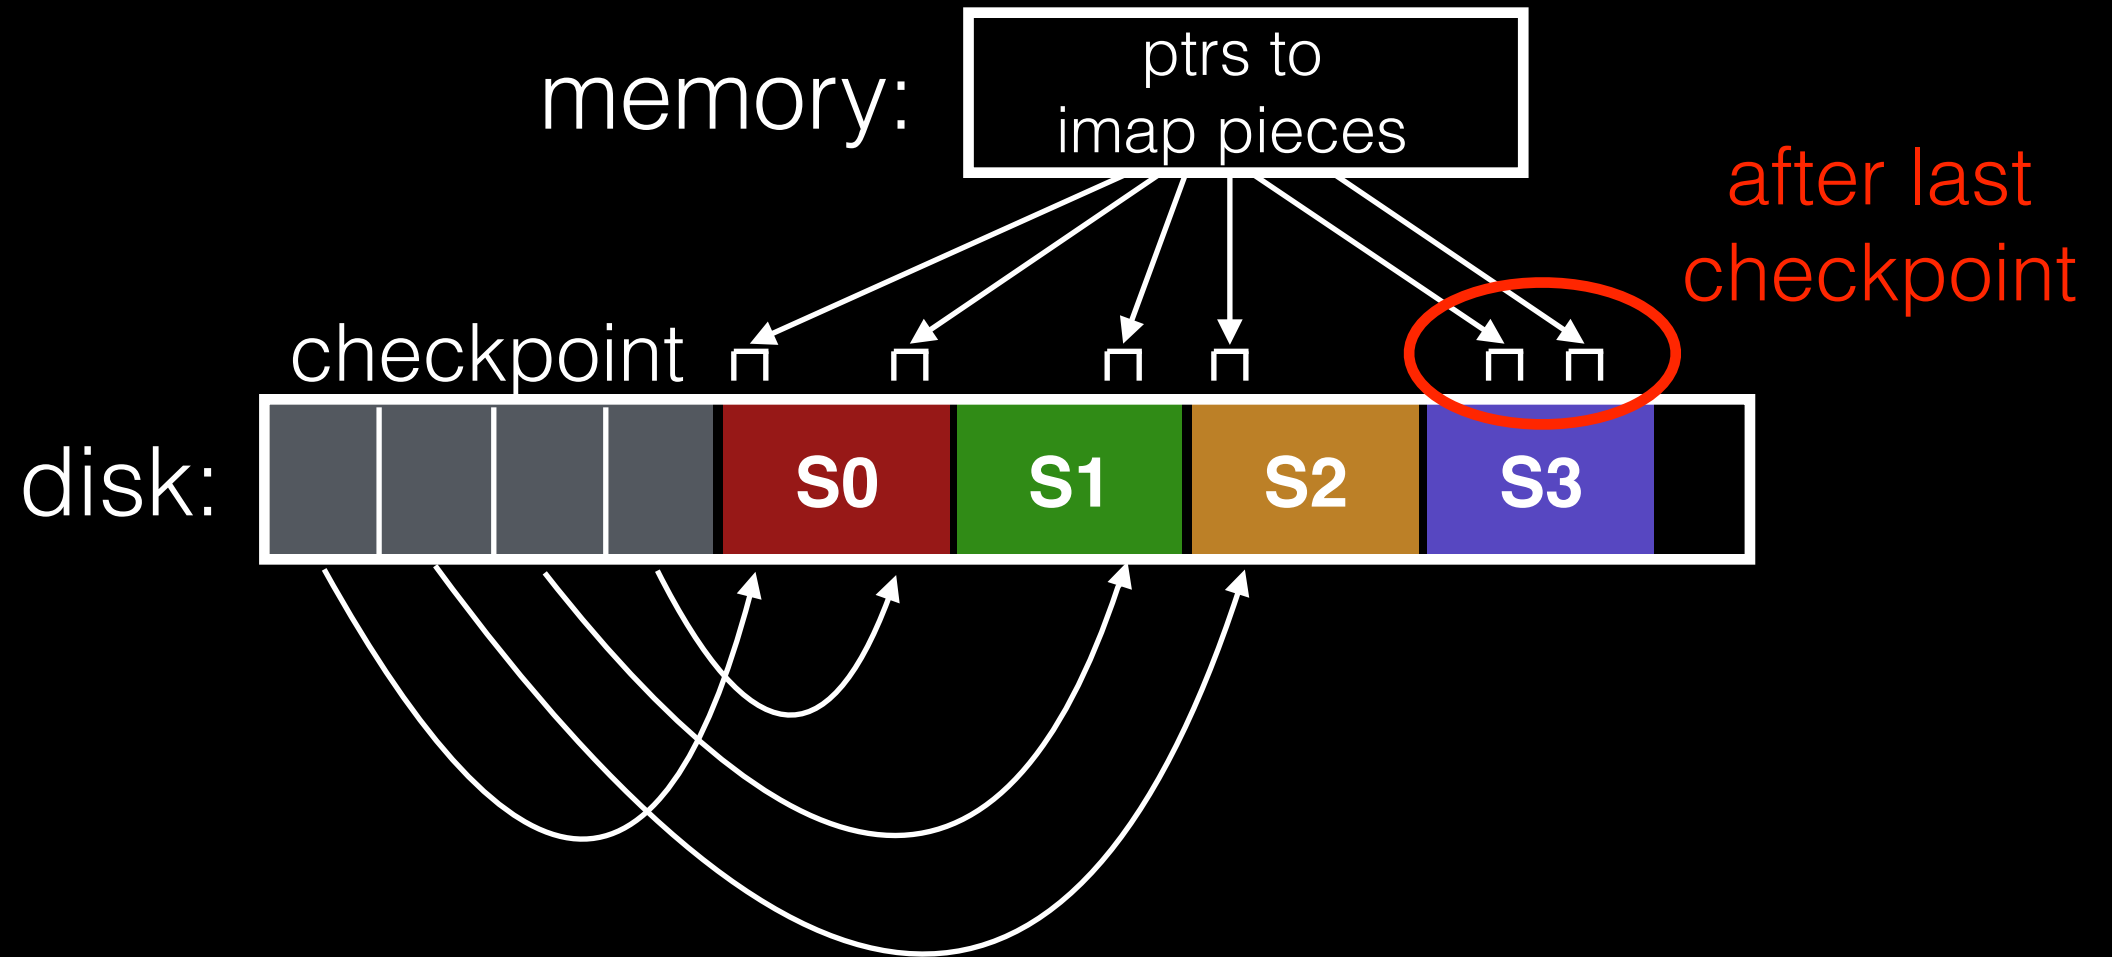 memory:
ptrs to
imap pieces
after last
checkpoint
checkpoint
disk:
S0
S1
S2
S3